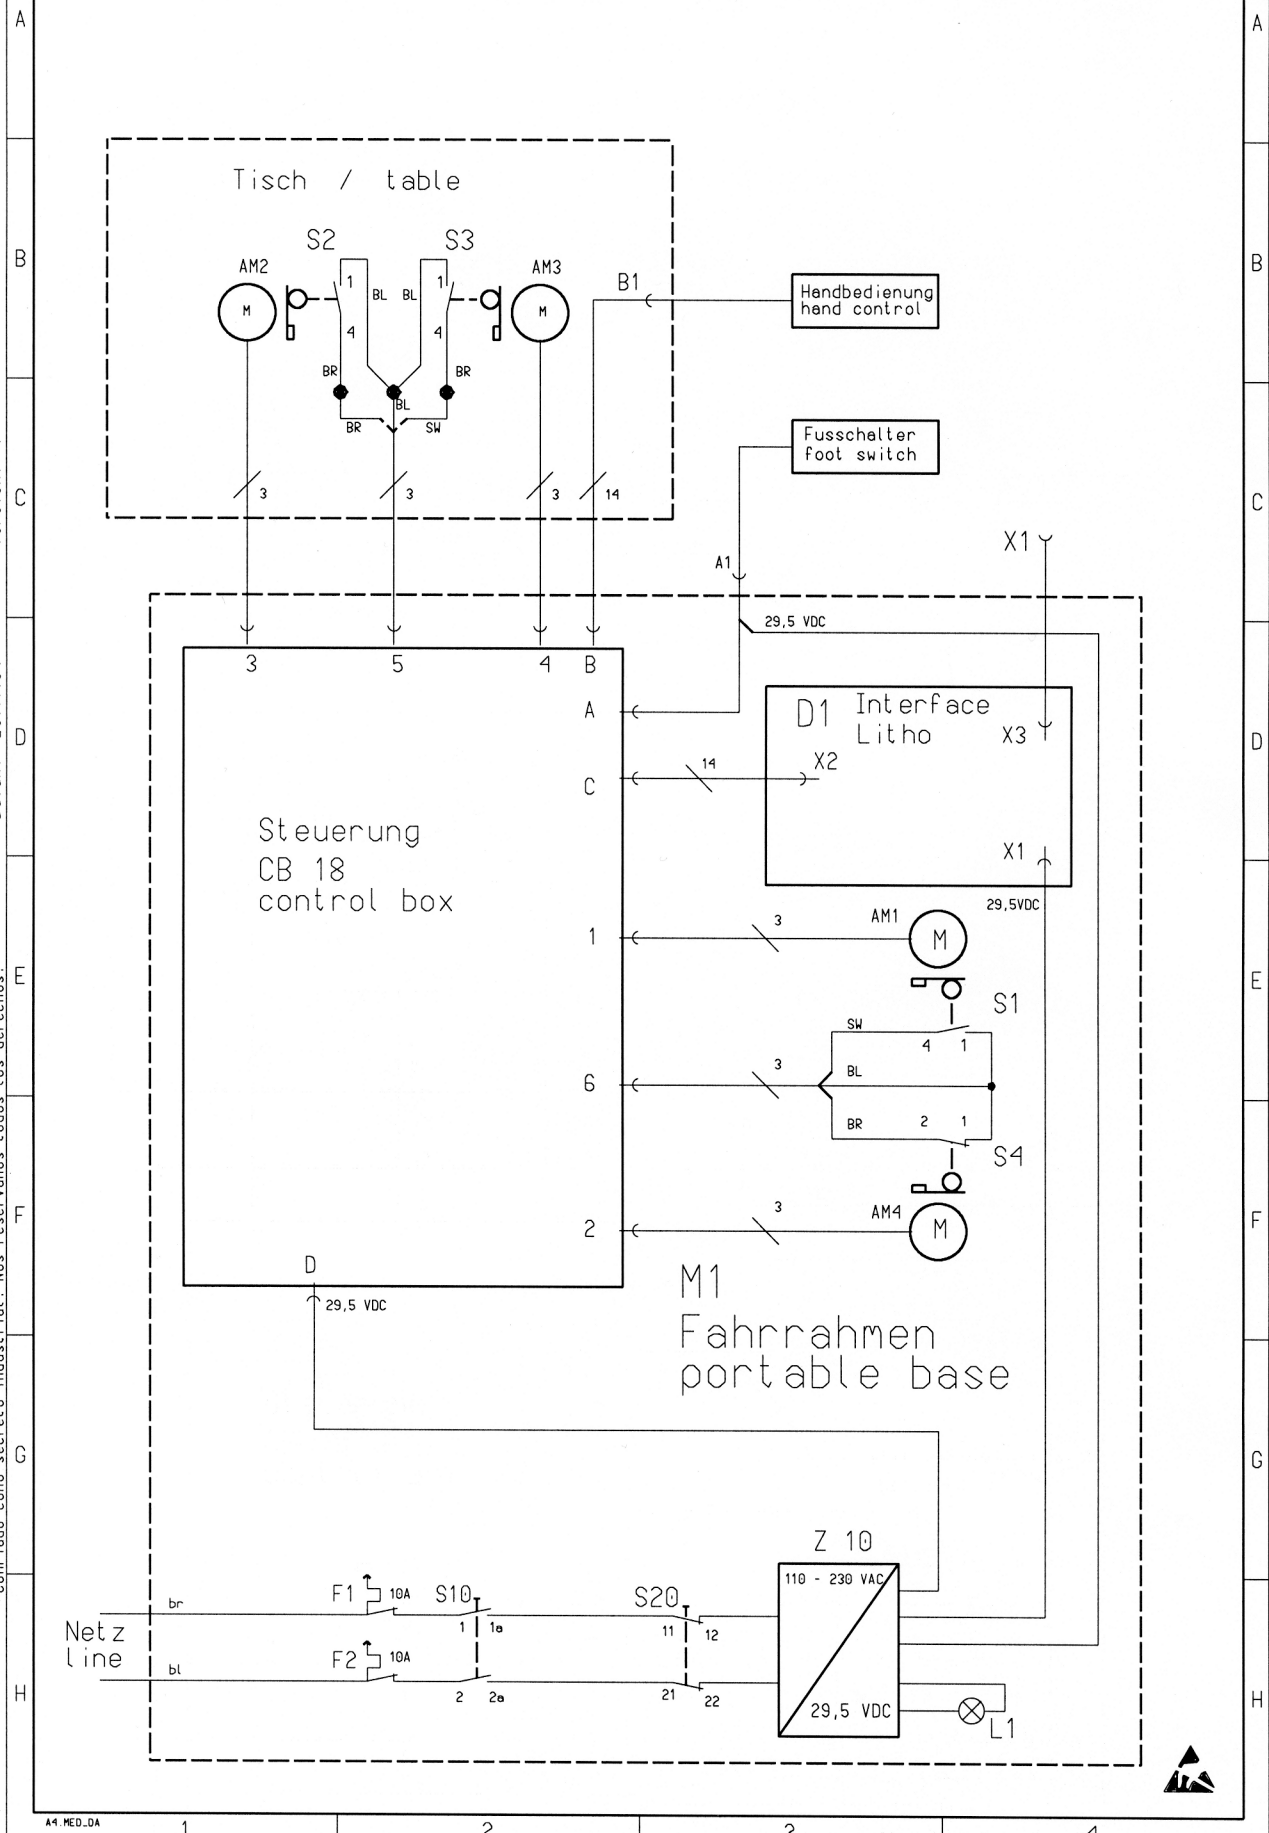 A
A
Tisch / table
B
B
S2
S3
AM2
AM3
B1
1
1
BL
BL
Handbedienung
hand control
M
M
4
4
BR
BR
BL
BR
SW
Fusschalter
foot switch
C
C
3
3
3
14
X1
A1
29,5 VDC
3
5
4
B
A
D1
Interface
Litho
X3
D
D
14
X2
C
Steuerung
CB 18
control box
X1
29,5VDC
3
AM1
M
1
E
E
S1
SW
4
1
3
BL
6
BR
2
1
S4
F
F
3
AM4
M
2
D
29,5 VDC
M1
Fahrrahmen
portable base
G
G
Z 10
110 - 230 VAC
F1
10A
S10
S20
br
1
1a
11
12
Netz
line
F2
10A
bl
2
2a
21
22
29,5 VDC
L1
H
H
A4.MED_DA
1
2
3
4